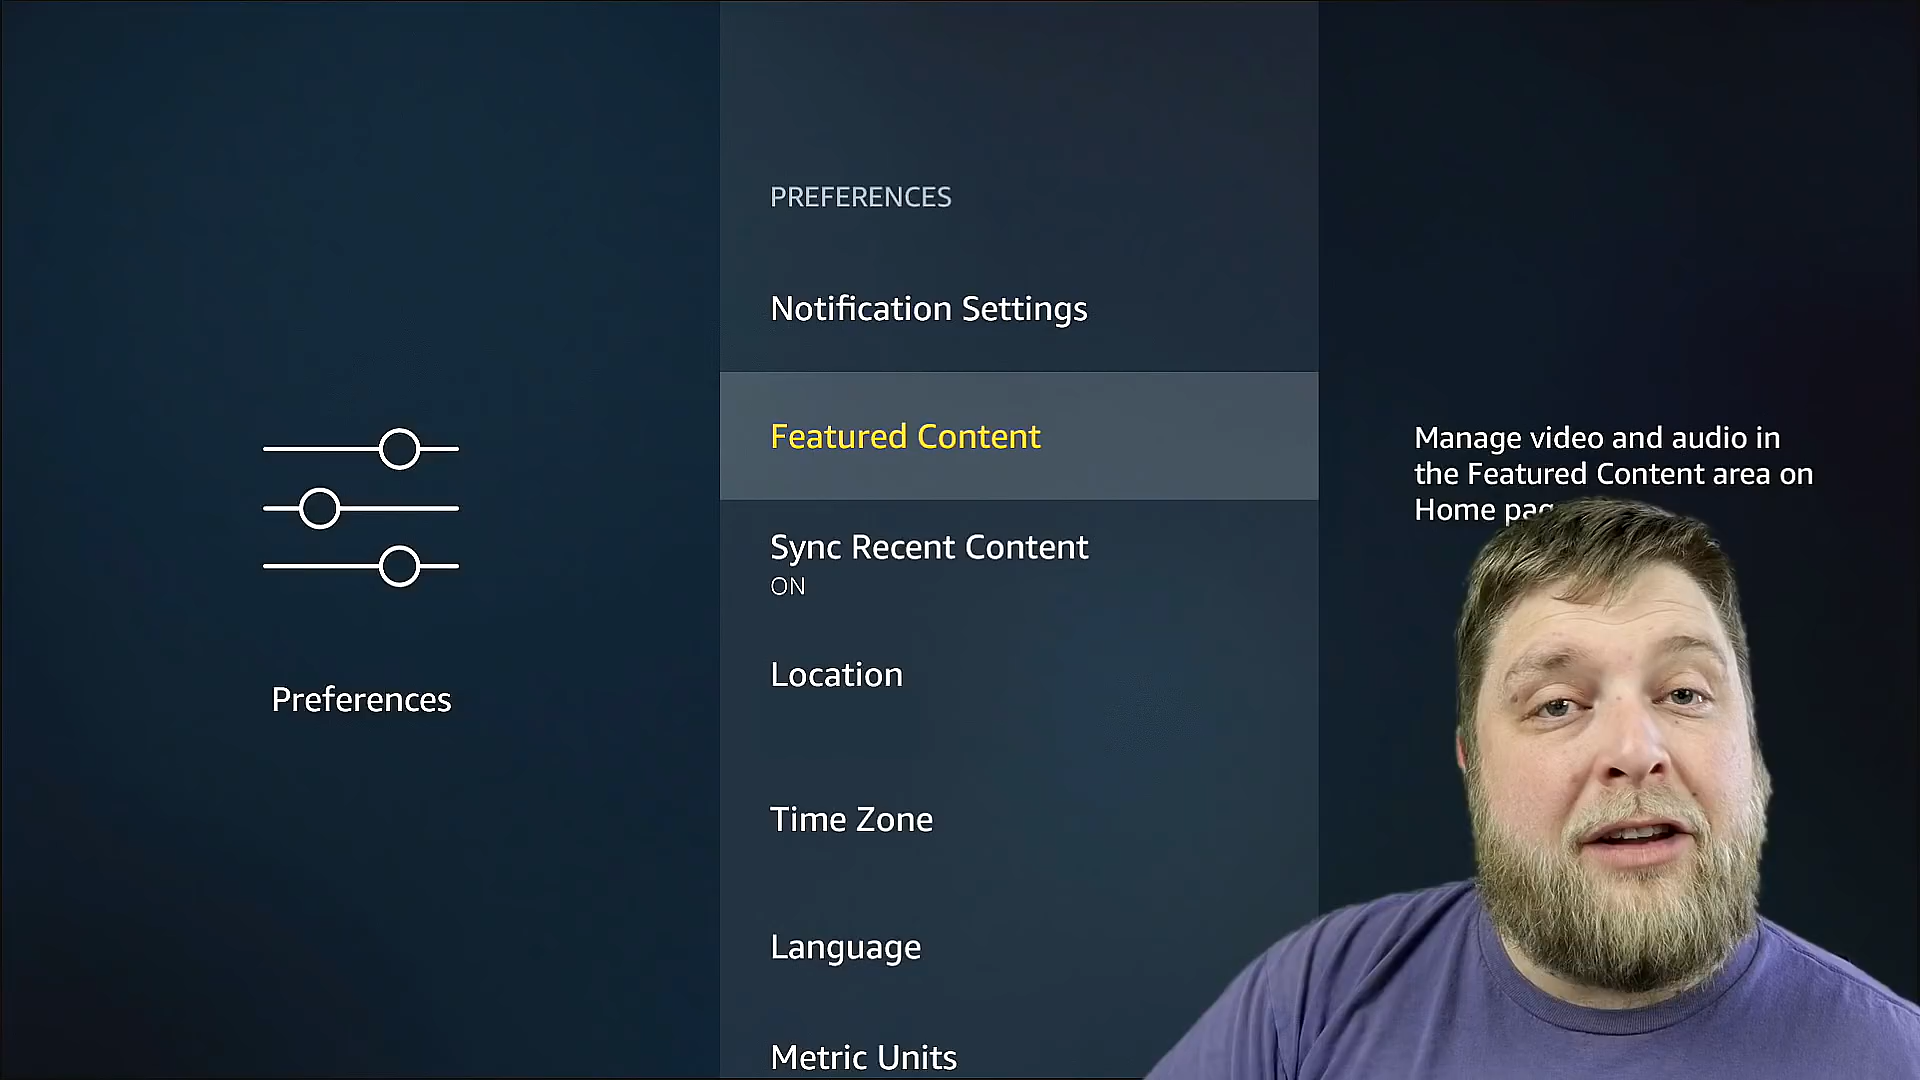 Preferences
PREFERENCES
Notification Settings
Featured Content
Sync Recent Content
ON
Location
Time Zone
Language
Metric Units
Manage video and audio in
the Featured Content area on
Home